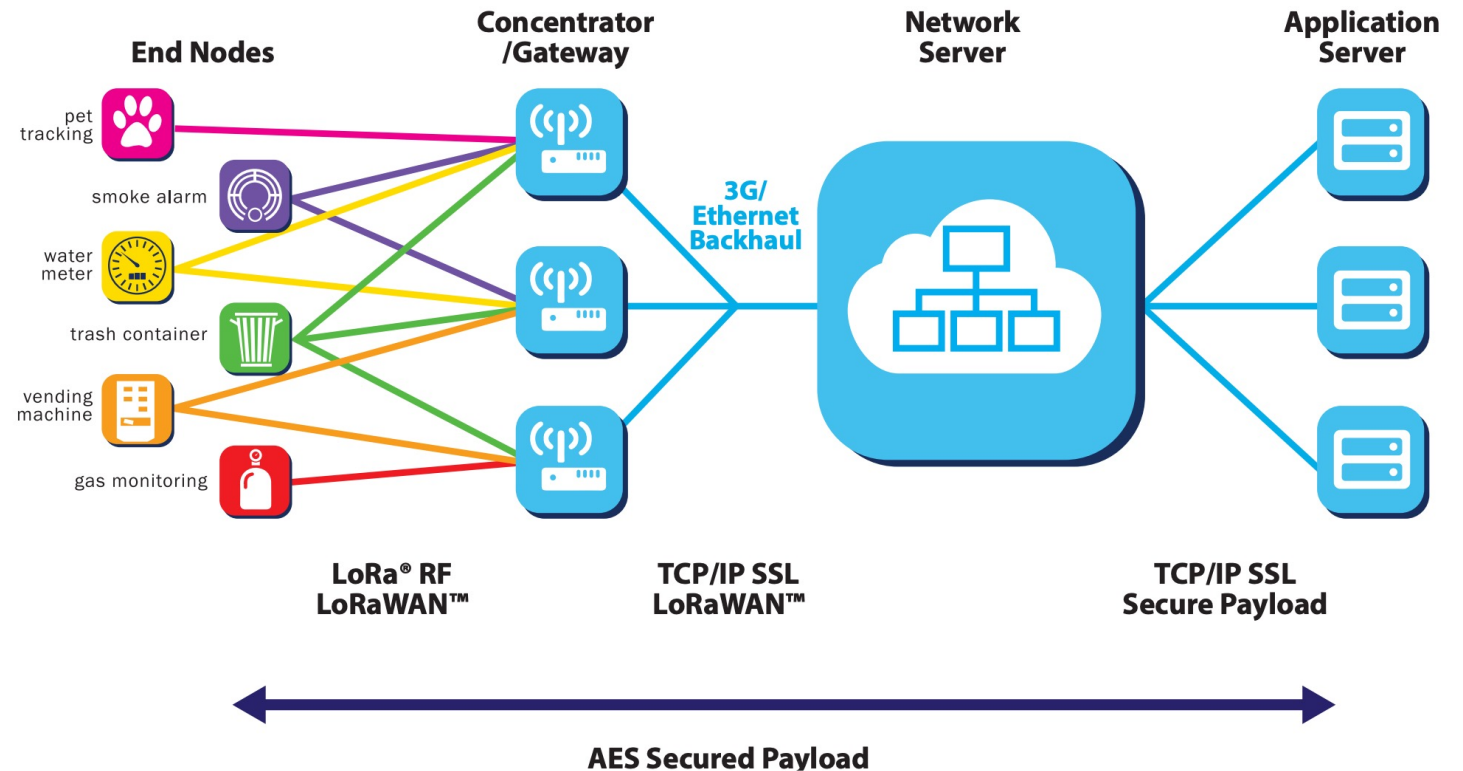 End Nodes
Concentrator
/Gateway
Network
Server
Application
Server
pet
tracking
smoke alarm
water
meter
trash container
vending
machine
gas monitoring
3G/
Ethernet
Backhaul
LoRa® RF
LoRaWAN™
TCP/IP SSL
LoRaWAN™
TCP/IP SSL
Secure Payload
AES Secured Payload